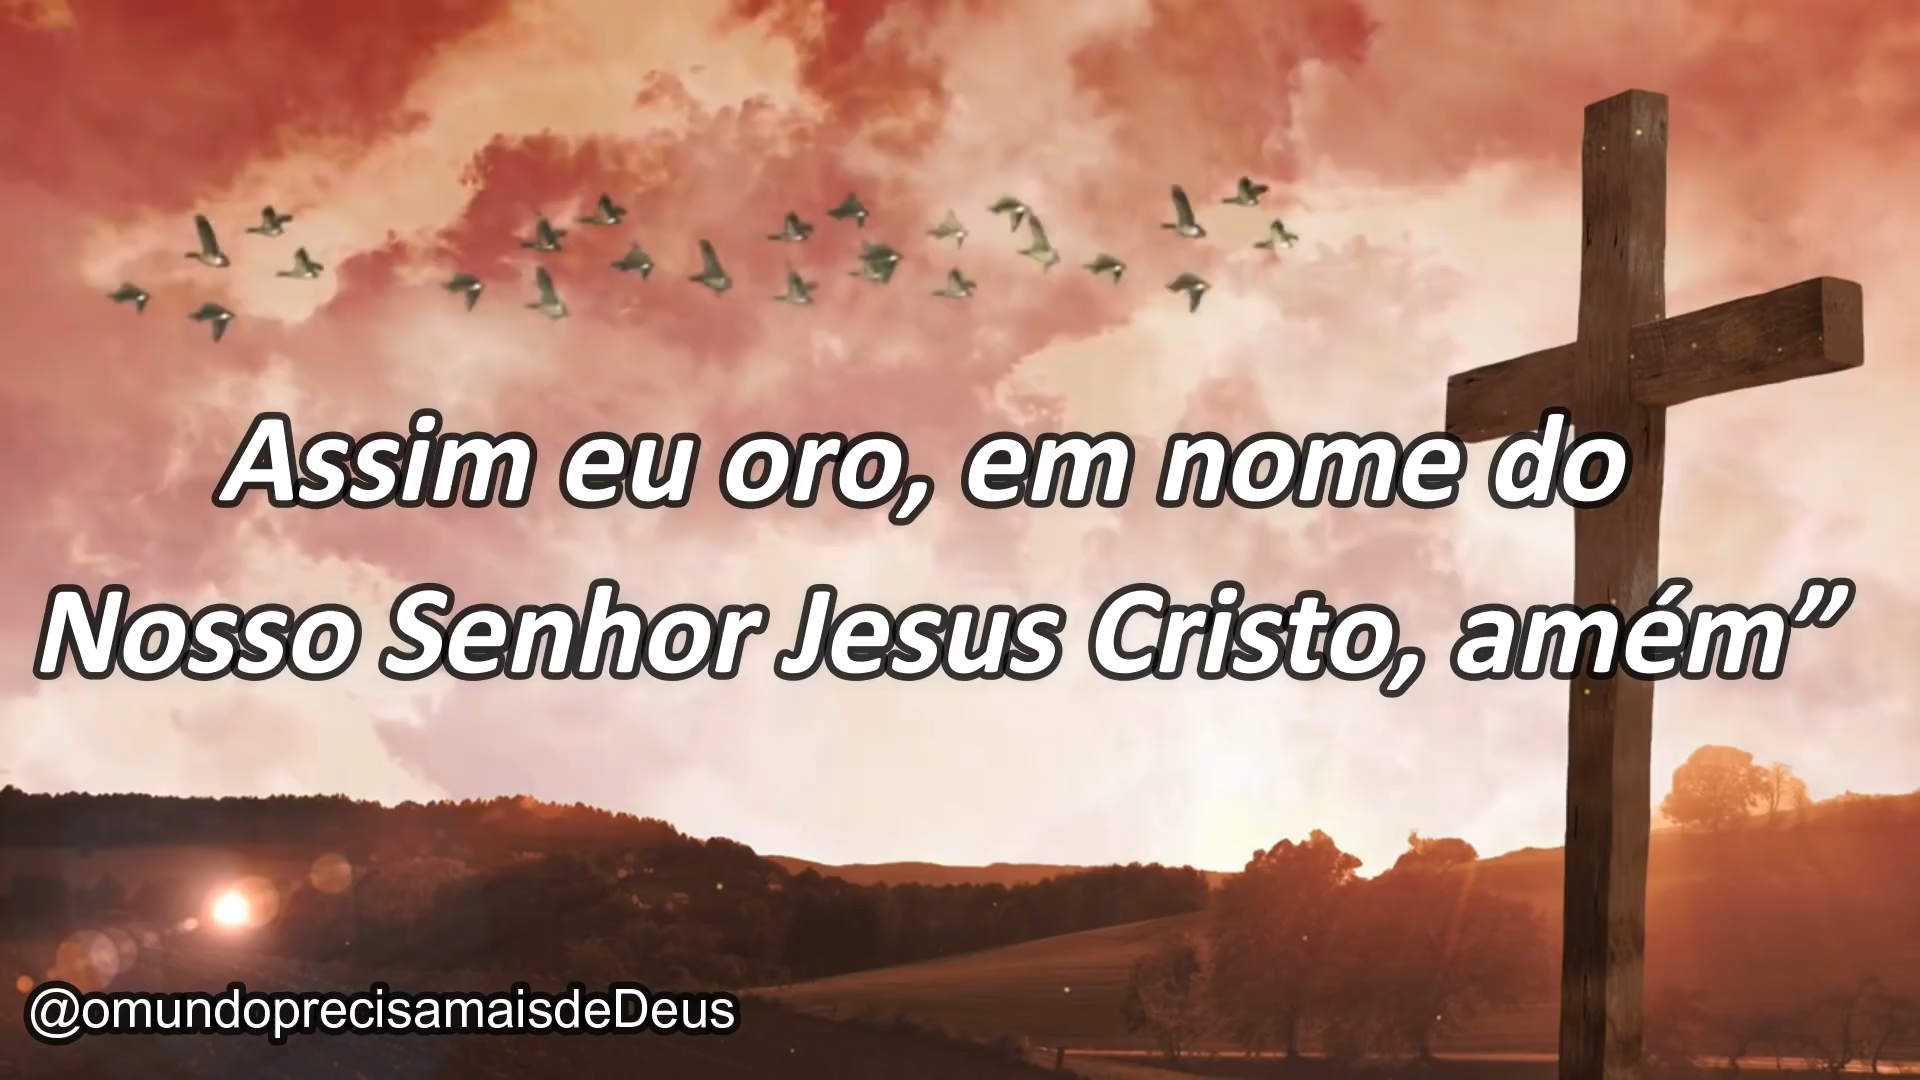 Assim eu oro, em nome do
Nosso Senhor Jesus Cristo, amém”
@omundoprecisamaisdeDeus